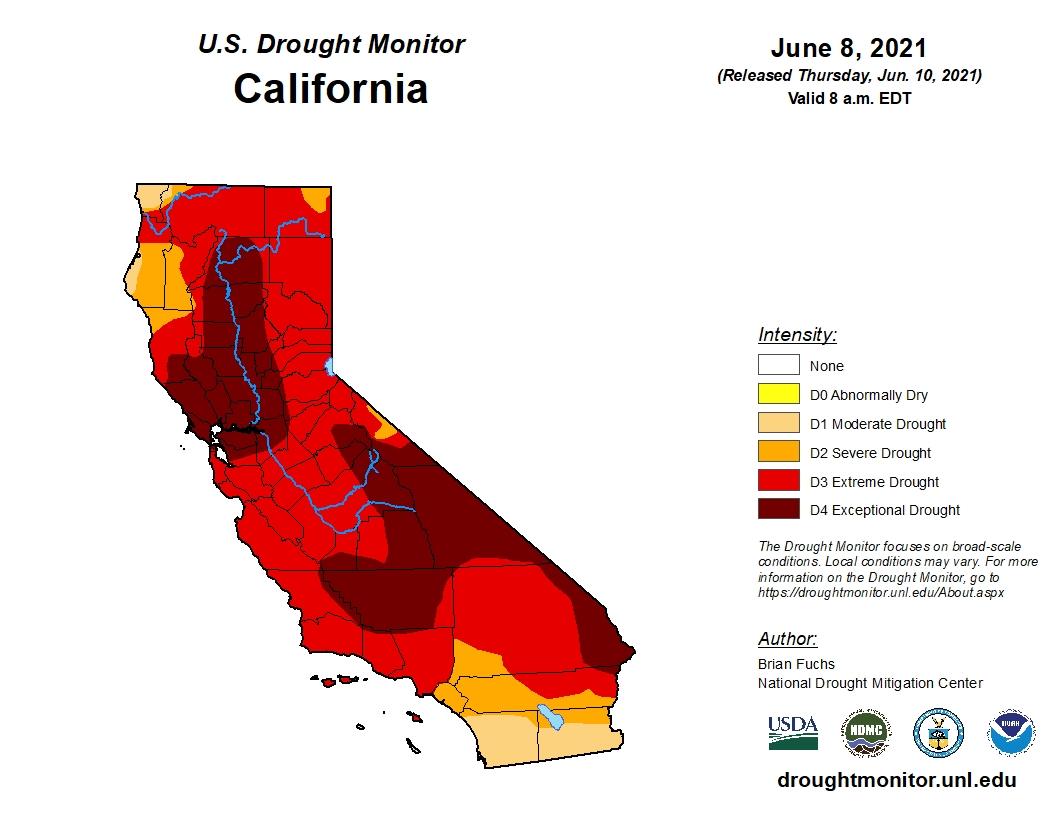 U.S. Drought Monitor
California
June 8, 2021
(Released Thursday, Jun. 10, 2021)
Valid 8 a.m. EDT
Intensity:
None
D0 Abnormally Dry
D1 Moderate Drought
D2 Severe Drought
D3 Extreme Drought
D4 Exceptional Drought
The Drought Monitor focuses on broad-scale
conditions. Local conditions may vary. For more
information on the Drought Monitor, go to
https://droughtmonitor.unl.edu/About.aspx
Author:
Brian Fuchs
National Drought Mitigation Center
USDA
NDMC
NOAA
droughtmonitor.unl.edu